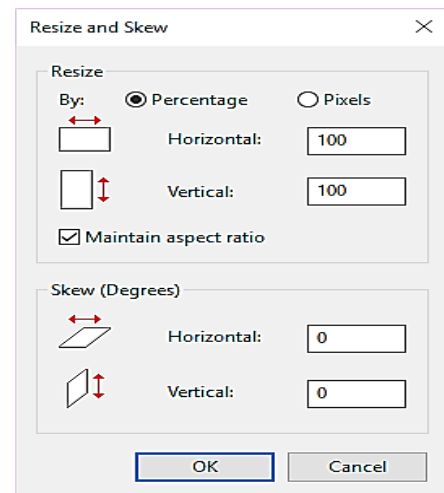 Resize and Skew
Resize
By: Percentage Pixels
Horizontal: 100
Vertical: 100
Maintain aspect ratio
Skew (Degrees)
Horizontal: 0
Vertical: 0
OK Cancel